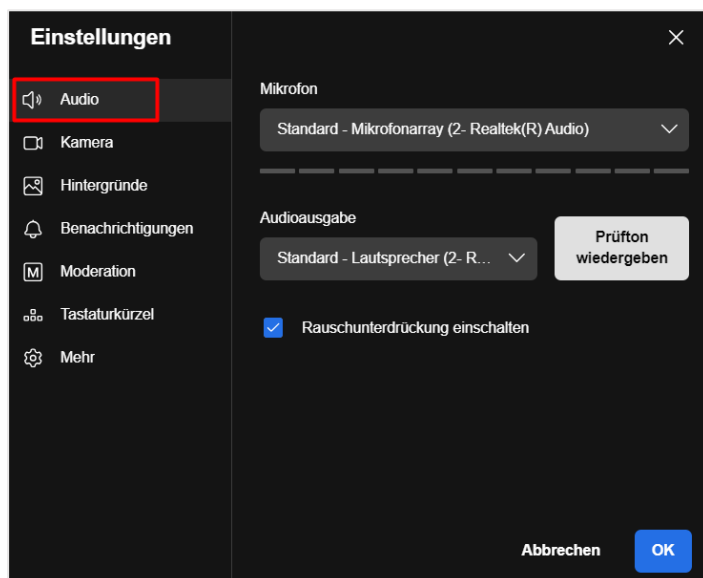 Einstellungen
Audio
Kamera
Hintergründe
Benachrichtigungen
M Moderation
Tastaturkürzel
Mehr
Mikrofon
Standard - Mikrofonarray (2- Realtek(R) Audio)
Audioausgabe
Standard - Lautsprecher (2- R...
Prüfton
wiedergeben
Rauschunterdrückung einschalten
Abbrechen
OK